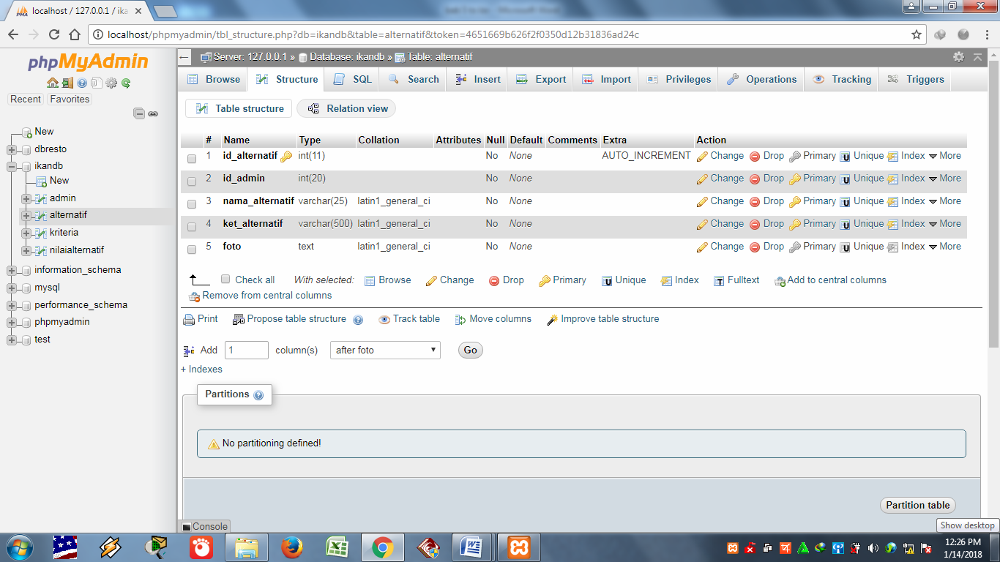 localhost / 127.0.0.1 / ika
localhost/phpmyadmin/tbl_structure.php?db=ikandb&table=alternatif&token=4651669b626f2f0350d12b31836ad24c
phpMyAdmin
Recent Favorites
New
dbresto
ikandb
New
admin
alternatif
kriteria
nilaialternatif
information_schema
mysql
performance_schema
phpmyadmin
test
Server: 127.0.0.1 » Database: ikandb » Table: alternatif
Browse Structure SQL Search Insert Export Import Privileges Operations Tracking Triggers
Table structure Relation view
# Name Type Collation Attributes Null Default Comments Extra Action
1 id_alternatif int(11) No None AUTO_INCREMENT Change Drop Primary Unique Index More
2 id_admin int(20) No None Change Drop Primary Unique Index More
3 nama_alternatif varchar(25) latin1_general_ci No None Change Drop Primary Unique Index More
4 ket_alternatif varchar(500) latin1_general_ci No None Change Drop Primary Unique Index More
5 foto text latin1_general_ci No None Change Drop Primary Unique Index More
Check all With selected: Browse Change Drop Primary Unique Index Fulltext Add to central columns
Remove from central columns
Print Propose table structure Track table Move columns Improve table structure
Add 1 column(s) after foto Go
+ Indexes
Partitions
No partitioning defined!
Partition table
Console
Show desktop
12:26 PM
1/14/2018